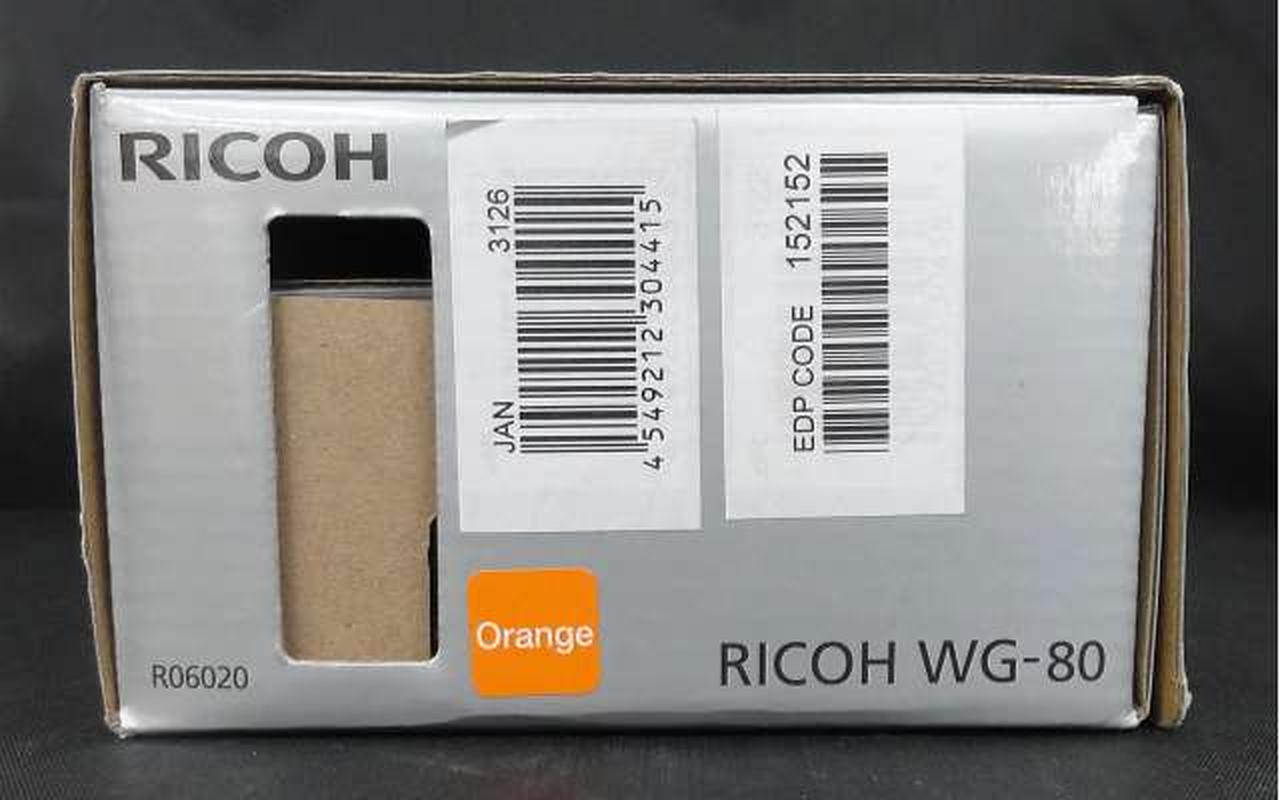 RICOH
JAN 3126
4549212304415
EDP CODE 152152
Orange
R06020
RICOH WG-80